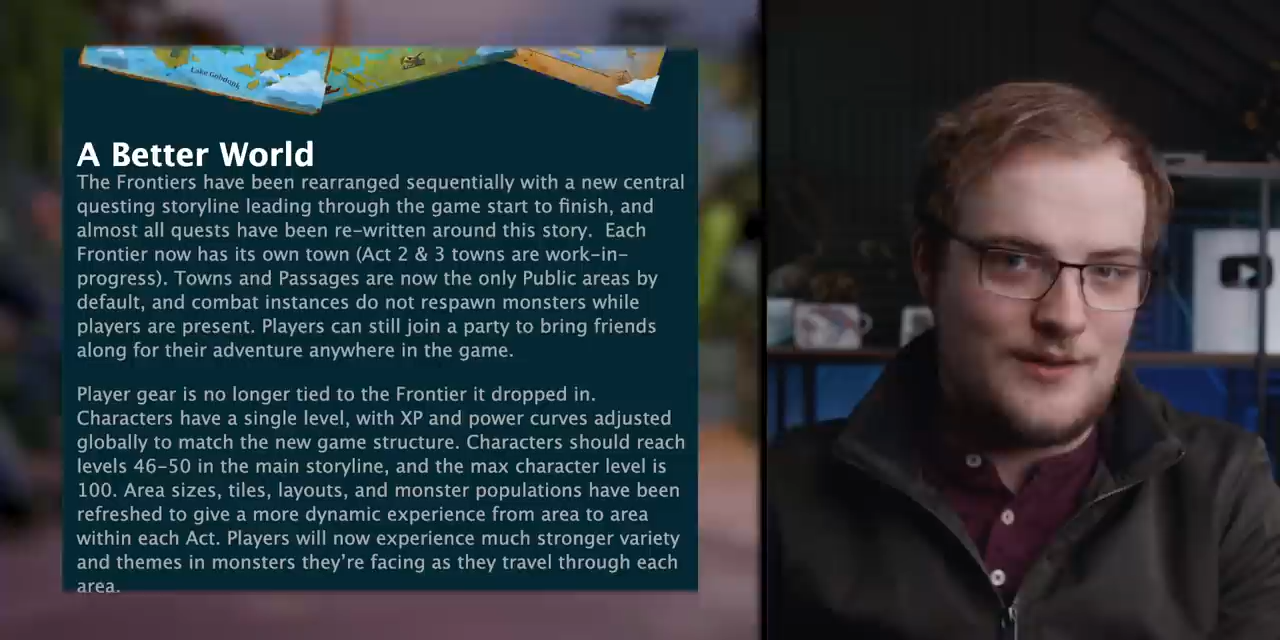 Lake Gobdunk
A Better World
The Frontiers have been rearranged sequentially with a new central
questing storyline leading through the game start to finish, and
almost all quests have been re-written around this story.  Each
Frontier now has its own town (Act 2 & 3 towns are work-in-
progress). Towns and Passages are now the only Public areas by
default, and combat instances do not respawn monsters while
players are present. Players can still join a party to bring friends
along for their adventure anywhere in the game.
Player gear is no longer tied to the Frontier it dropped in.
Characters have a single level, with XP and power curves adjusted
globally to match the new game structure. Characters should reach
levels 46-50 in the main storyline, and the max character level is
100. Area sizes, tiles, layouts, and monster populations have been
refreshed to give a more dynamic experience from area to area
within each Act. Players will now experience much stronger variety
and themes in monsters they're facing as they travel through each
area.